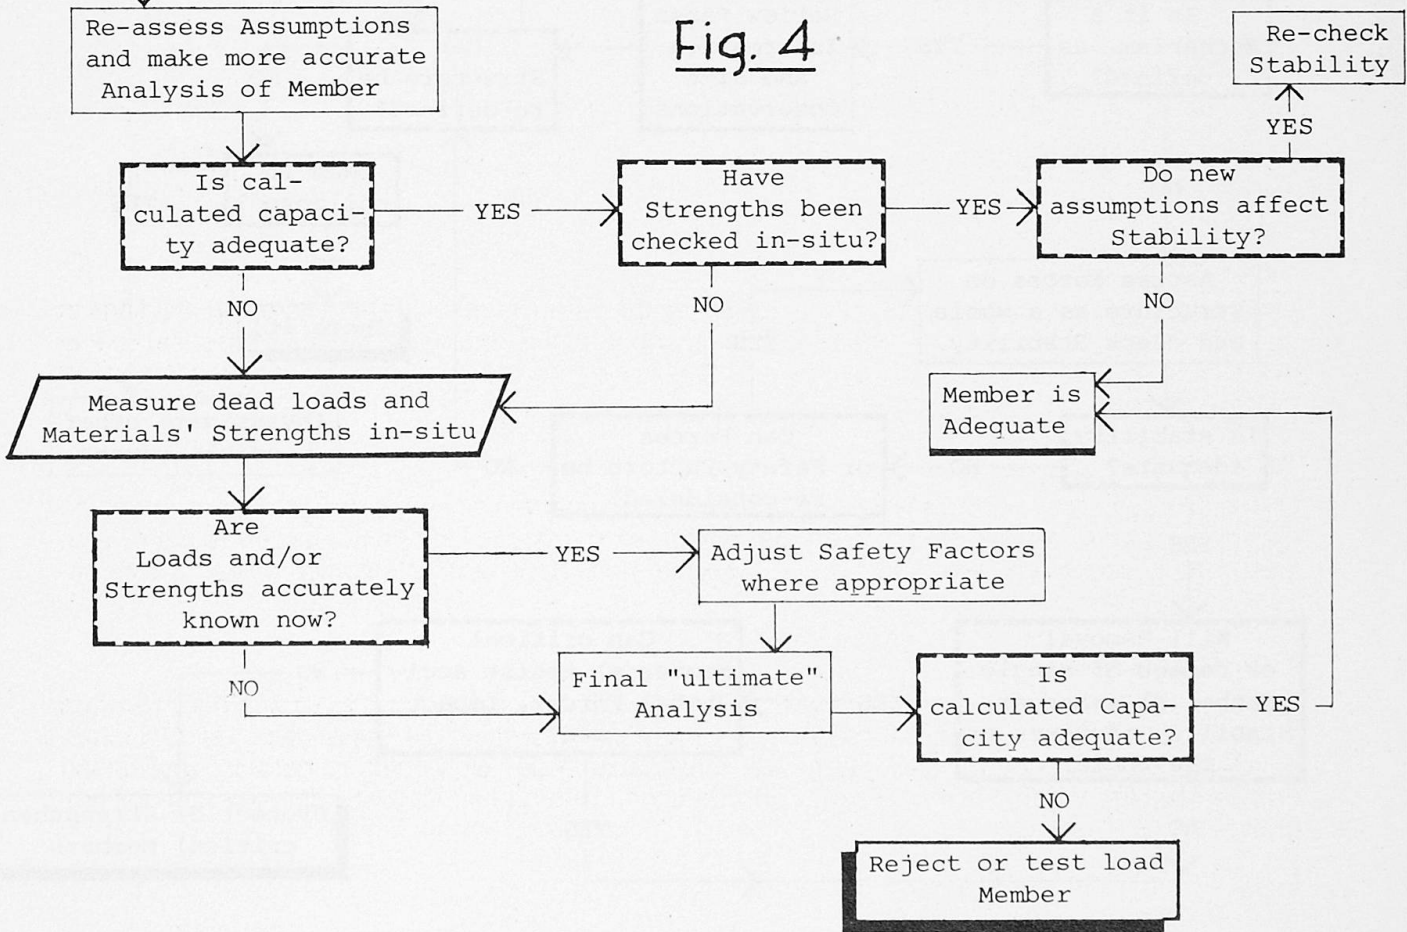 Fig. 4
Re-assess Assumptions
and make more accurate
Analysis of Member
Re-check
Stability
YES
Is cal-
culated capaci-
ty adequate?
YES
Have
Strengths been
checked in-situ?
YES
Do new
assumptions affect
Stability?
NO
NO
NO
Measure dead loads and
Materials' Strengths in-situ
Member is
Adequate
Are
Loads and/or
Strengths accurately
known now?
YES
Adjust Safety Factors
where appropriate
NO
Final "ultimate"
Analysis
Is
calculated Capa-
city adequate?
YES
NO
Reject or test load
Member